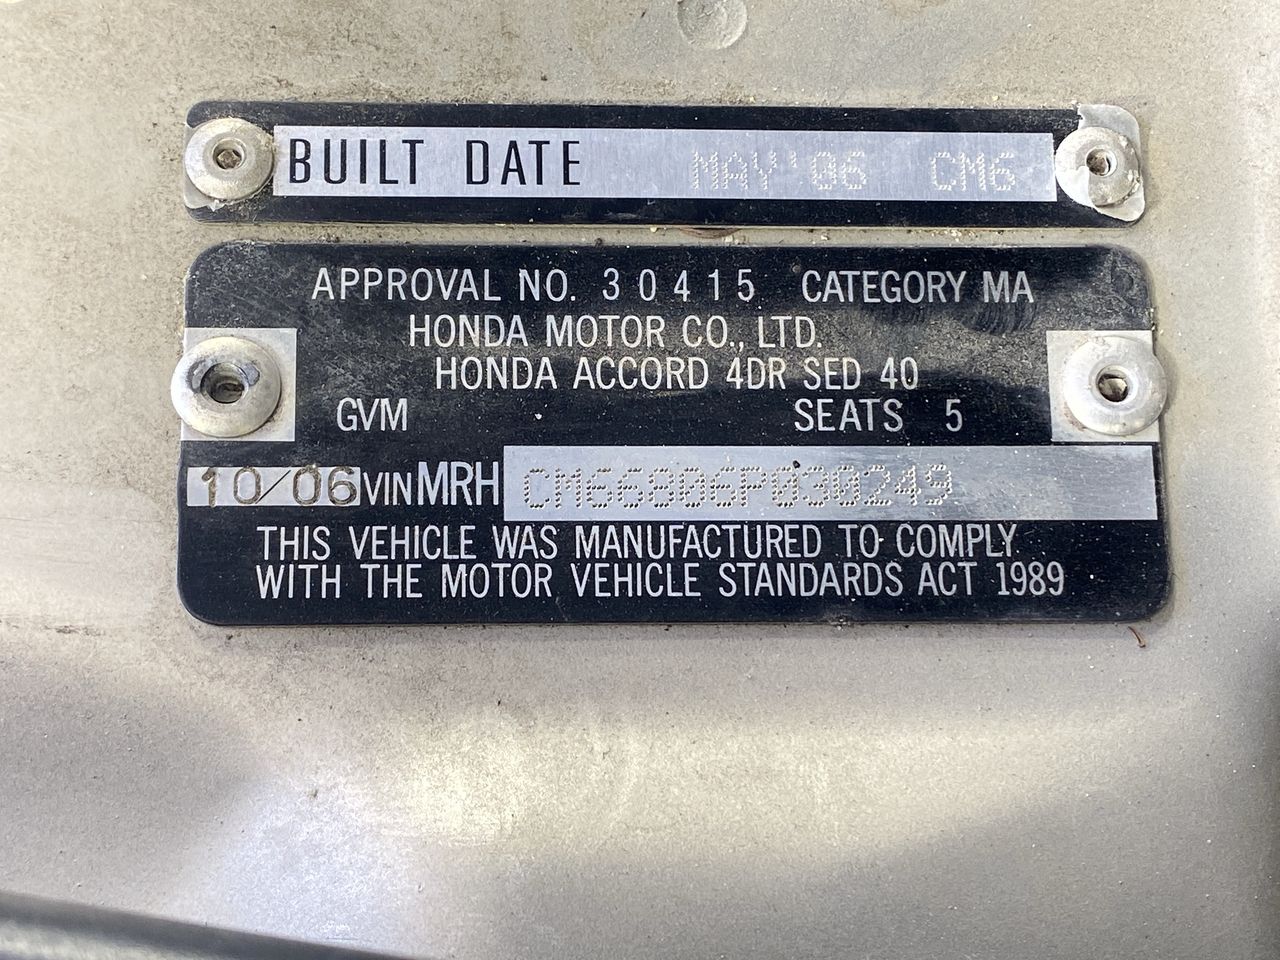 BUILT DATE MAY'06 CM6
APPROVAL NO. 30415 CATEGORY MA
HONDA MOTOR CO., LTD.
HONDA ACCORD 4DR SED 40
GVM SEATS 5
10/06 VIN MRH CM66806P030249
THIS VEHICLE WAS MANUFACTURED TO COMPLY
WITH THE MOTOR VEHICLE STANDARDS ACT 1989